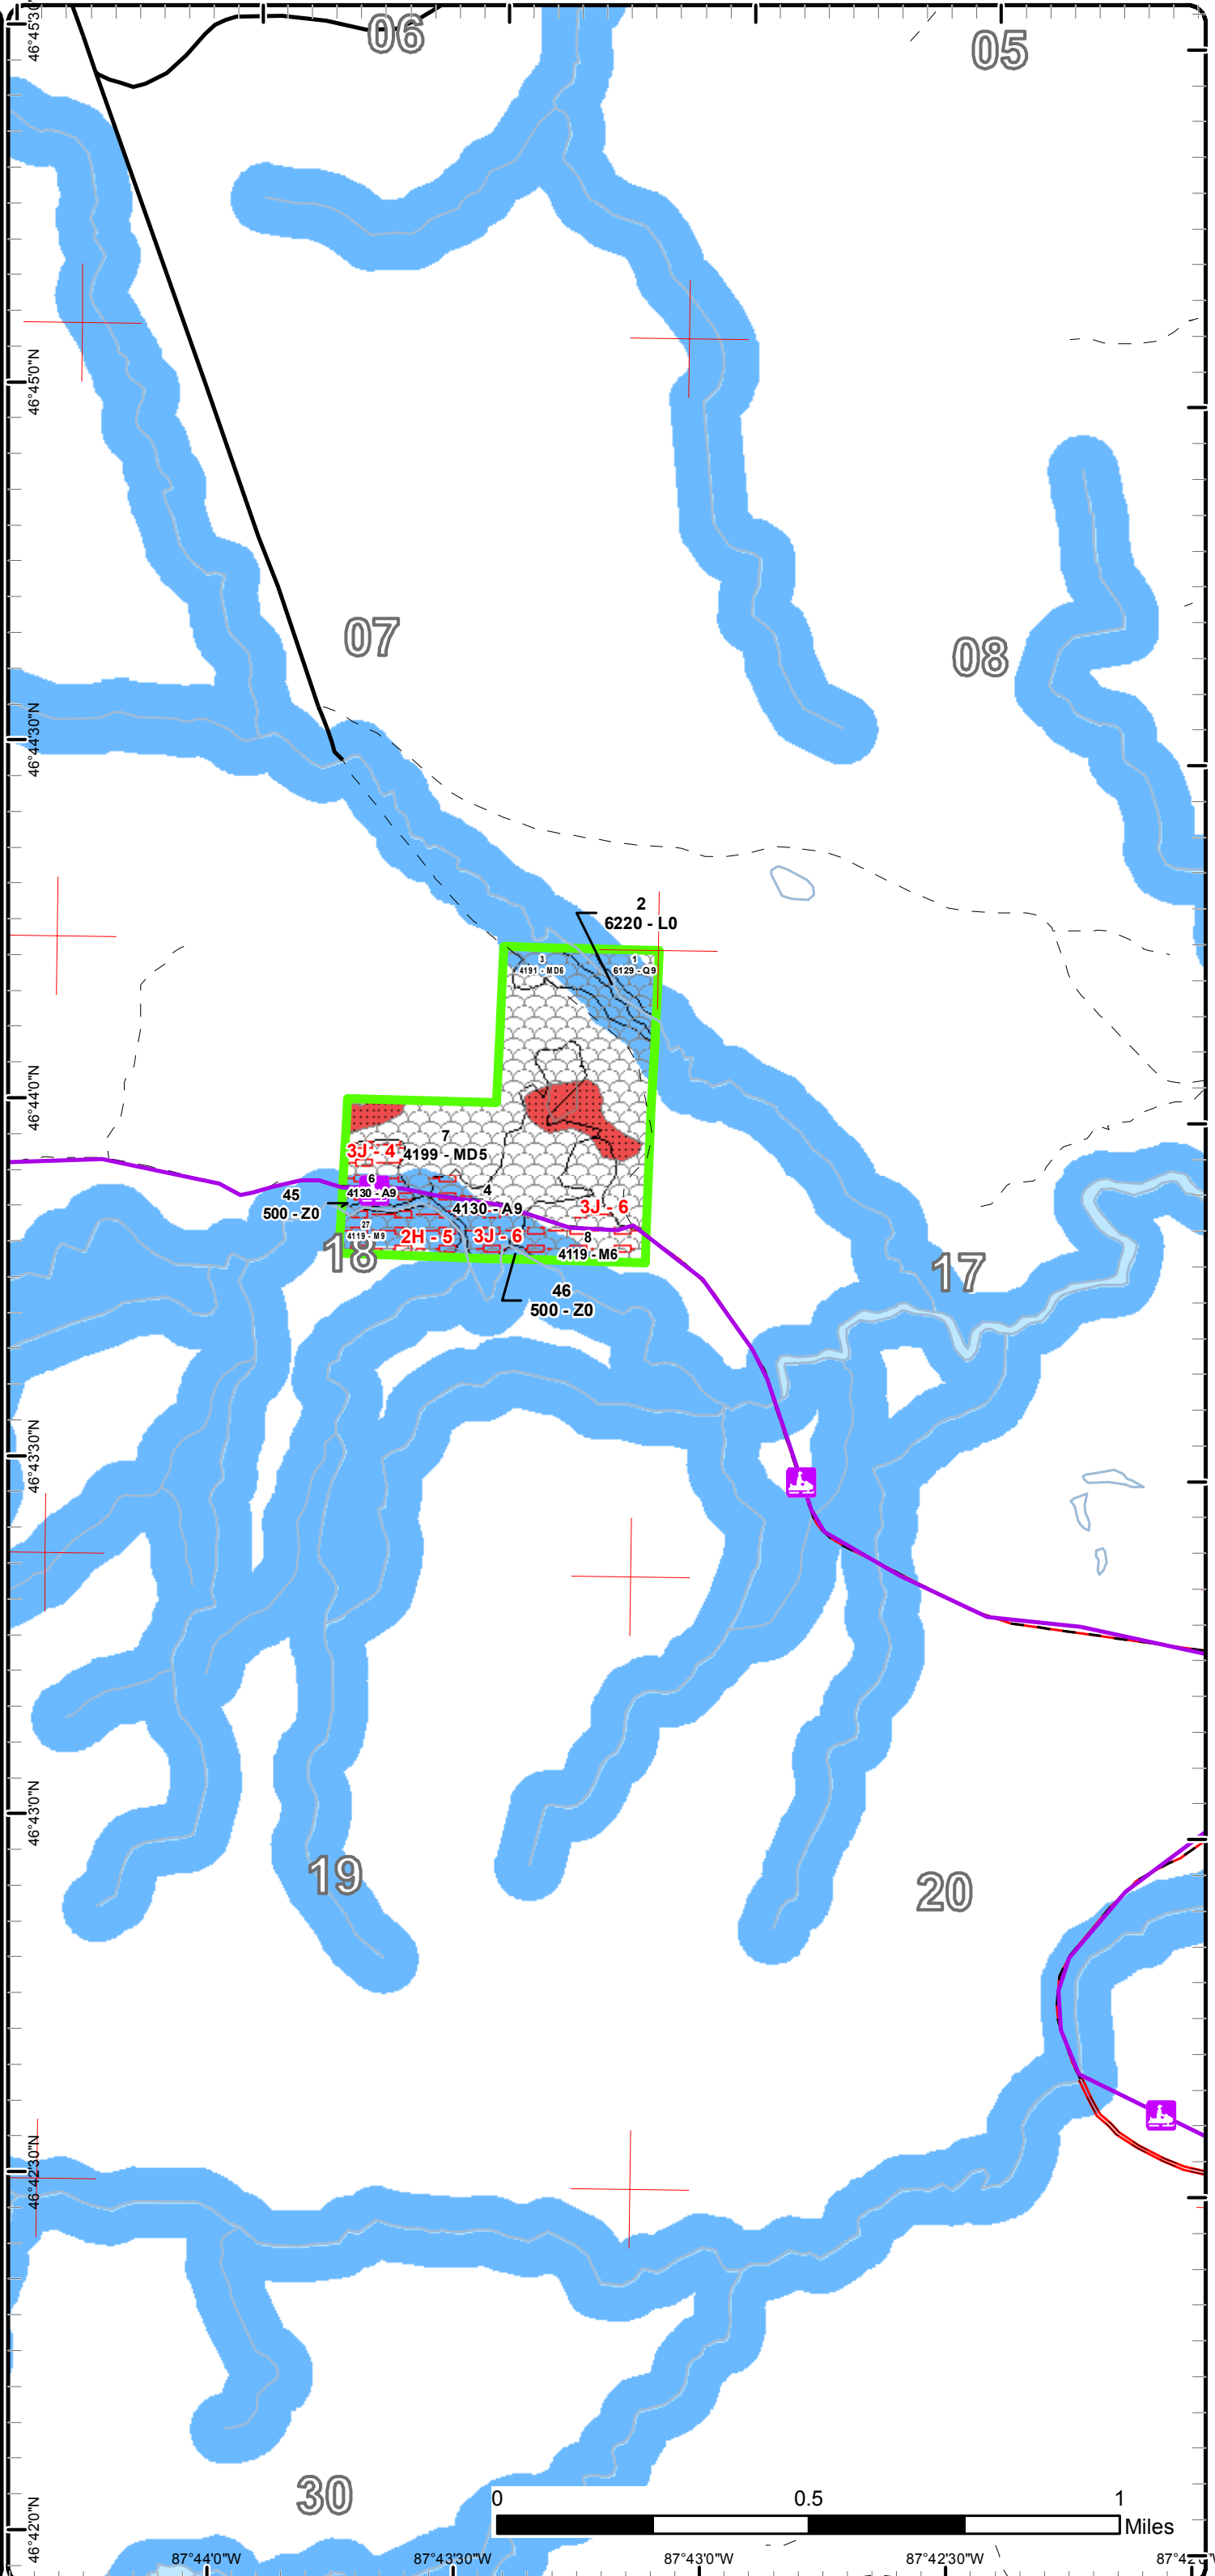 06
05
46°45'30"N
46°45'0"N
07
08
46°44'30"N
2
6220 - L0
3
4191 - MD6
1
6129 - Q9
46°44'0"N
7
4199 - MD5
3J - 4
6
4130 - A9
4
4130 - A9
3J - 6
45
500 - Z0
27
4119 - M9
2H - 5
3J - 6
8
4119 - M6
18
17
46
500 - Z0
46°43'30"N
46°43'0"N
19
20
46°42'30"N
30
0
0.5
1
Miles
46°42'0"N
87°44'0"W
87°43'30"W
87°43'0"W
87°42'30"W